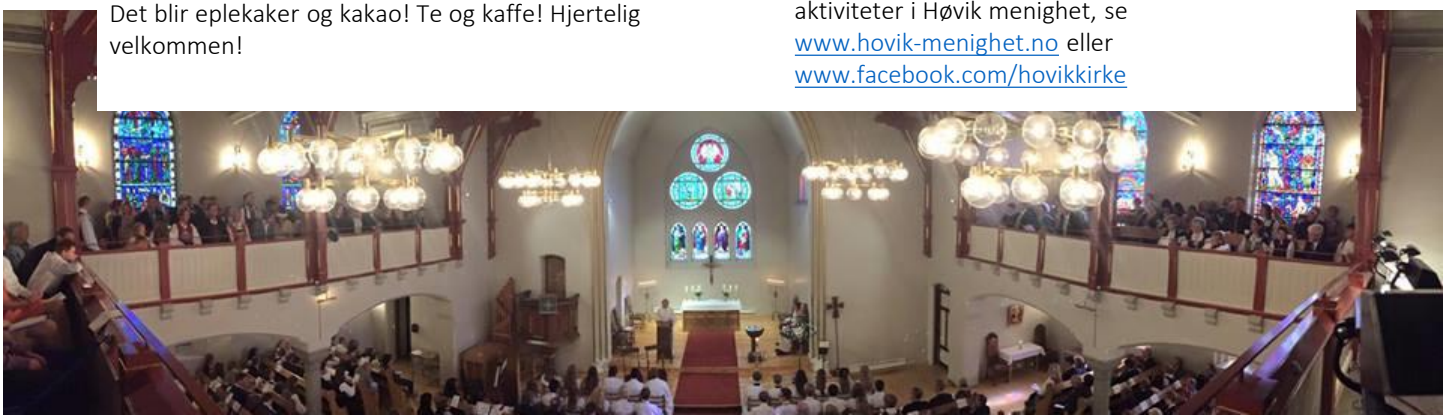 Det blir eplekaker og kakao! Te og kaffe! Hjertelig
velkommen!
aktiviteter i Høvik menighet, se
www.hovik-menighet.no eller
www.facebook.com/hovikkirke